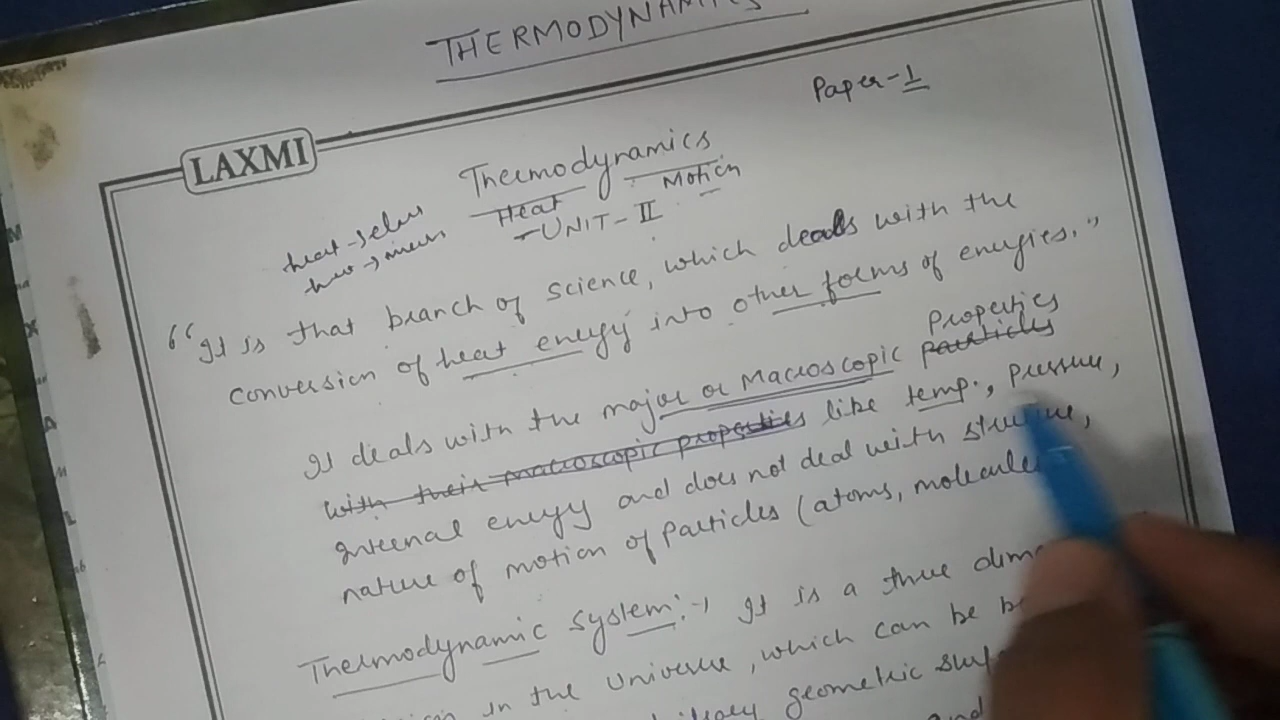 THERMODYNAMICS
Paper-1
LAXMI
Thermodynamics
Heat Motion
UNIT-II
"It is that branch of science, which deals with the
conversion of heat energy into other forms of energies."
Properties
It deals with the major or Macroscopic particles
with their macroscopic properties like temp., pressure,
internal energy and does not deal with structure,
nature of motion of particles (atoms, molecule
Thermodynamic system:- It is a three dim
in the universe, which can be
geometric
and